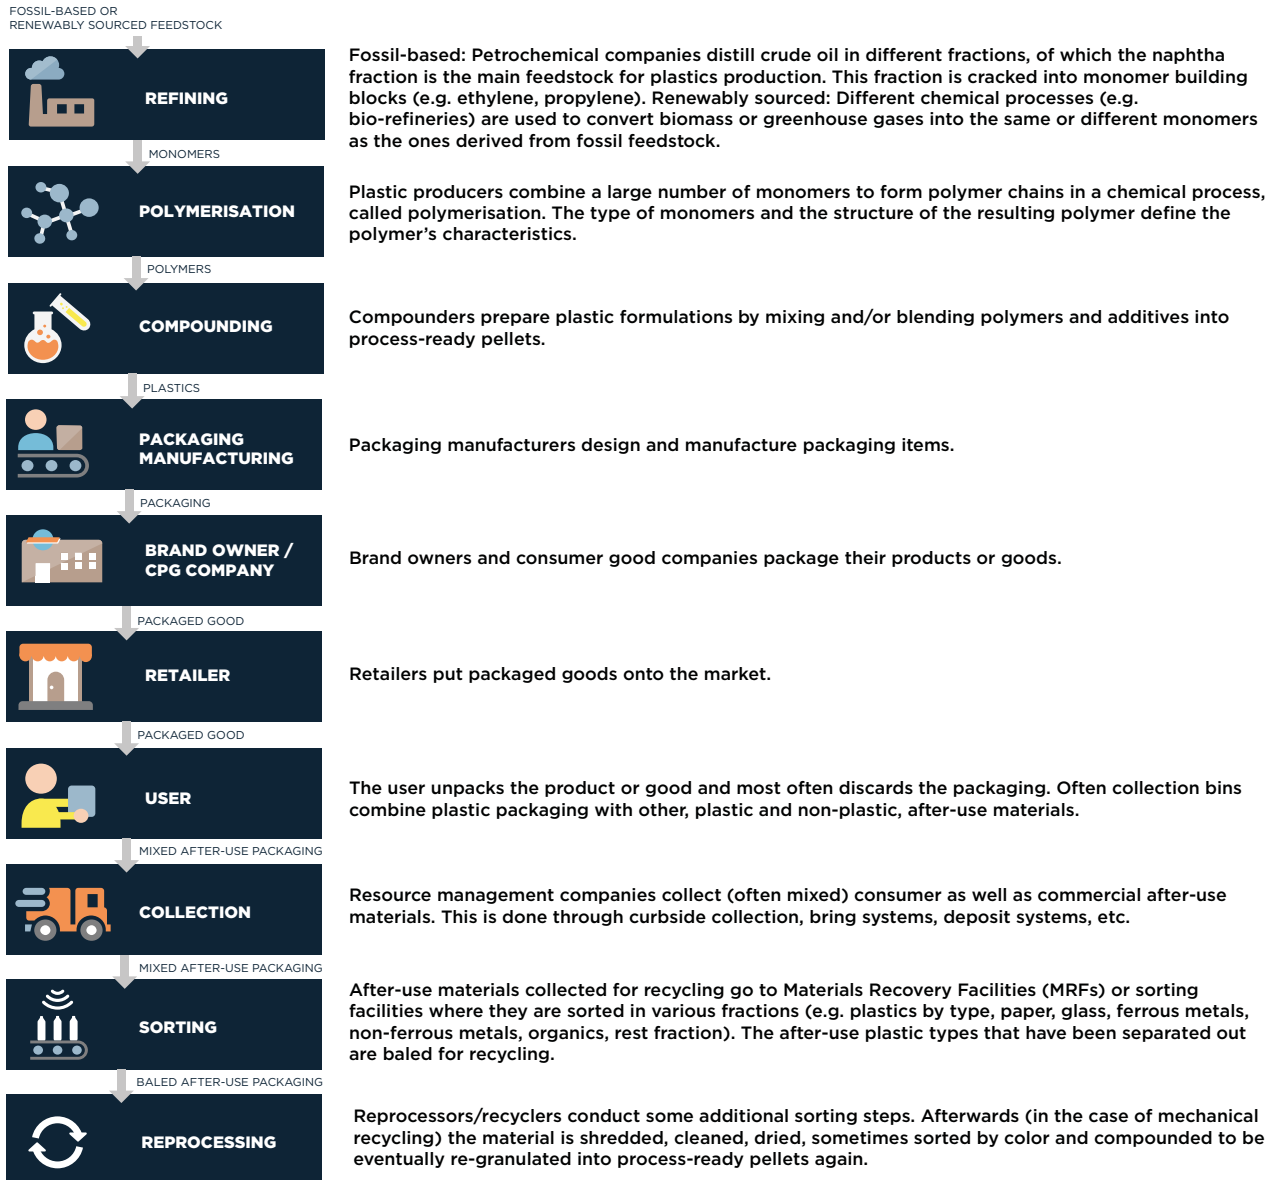 FOSSIL-BASED OR
RENEWABLY SOURCED FEEDSTOCK
REFINING
Fossil-based: Petrochemical companies distill crude oil in different fractions, of which the naphtha
fraction is the main feedstock for plastics production. This fraction is cracked into monomer building
blocks (e.g. ethylene, propylene). Renewably sourced: Different chemical processes (e.g.
bio-refineries) are used to convert biomass or greenhouse gases into the same or different monomers
as the ones derived from fossil feedstock.
MONOMERS
POLYMERISATION
Plastic producers combine a large number of monomers to form polymer chains in a chemical process,
called polymerisation. The type of monomers and the structure of the resulting polymer define the
polymer’s characteristics.
POLYMERS
COMPOUNDING
Compounders prepare plastic formulations by mixing and/or blending polymers and additives into
process-ready pellets.
PLASTICS
PACKAGING
MANUFACTURING
Packaging manufacturers design and manufacture packaging items.
PACKAGING
BRAND OWNER /
CPG COMPANY
Brand owners and consumer good companies package their products or goods.
PACKAGED GOOD
RETAILER
Retailers put packaged goods onto the market.
PACKAGED GOOD
USER
The user unpacks the product or good and most often discards the packaging. Often collection bins
combine plastic packaging with other, plastic and non-plastic, after-use materials.
MIXED AFTER-USE PACKAGING
COLLECTION
Resource management companies collect (often mixed) consumer as well as commercial after-use
materials. This is done through curbside collection, bring systems, deposit systems, etc.
MIXED AFTER-USE PACKAGING
SORTING
After-use materials collected for recycling go to Materials Recovery Facilities (MRFs) or sorting
facilities where they are sorted in various fractions (e.g. plastics by type, paper, glass, ferrous metals,
non-ferrous metals, organics, rest fraction). The after-use plastic types that have been separated out
are baled for recycling.
BALED AFTER-USE PACKAGING
REPROCESSING
Reprocessors/recyclers conduct some additional sorting steps. Afterwards (in the case of mechanical
recycling) the material is shredded, cleaned, dried, sometimes sorted by color and compounded to be
eventually re-granulated into process-ready pellets again.